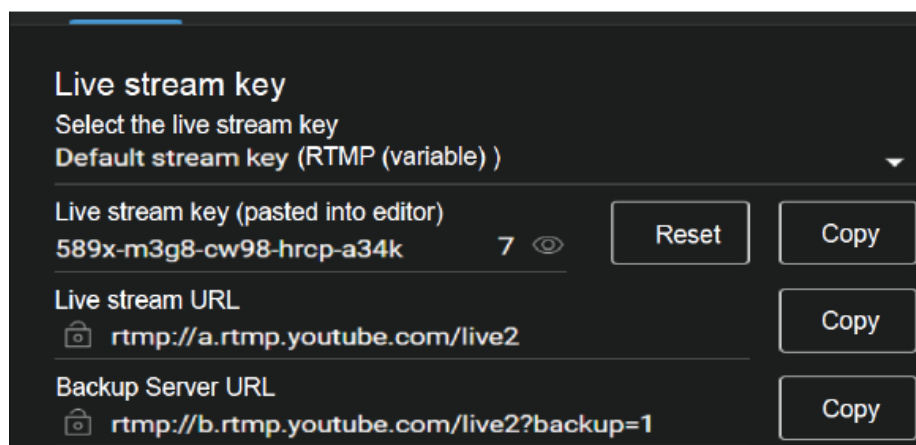 Live stream key
Select the live stream key
Default stream key (RTMP (variable) )
Live stream key (pasted into editor)
589x-m3g8-cw98-hrcp-a34k 7 Reset Copy
Live stream URL
rtmp://a.rtmp.youtube.com/live2 Copy
Backup Server URL
rtmp://b.rtmp.youtube.com/live2?backup=1 Copy